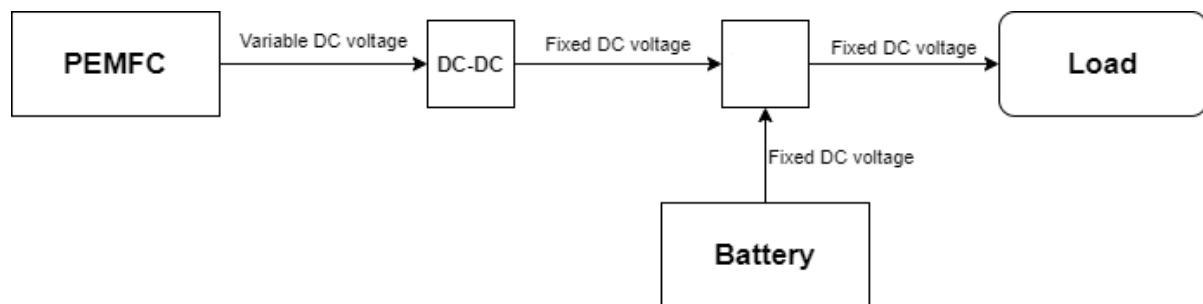 Variable DC voltage
Fixed DC voltage
Fixed DC voltage
PEMFC
DC-DC
Load
Fixed DC voltage
Battery